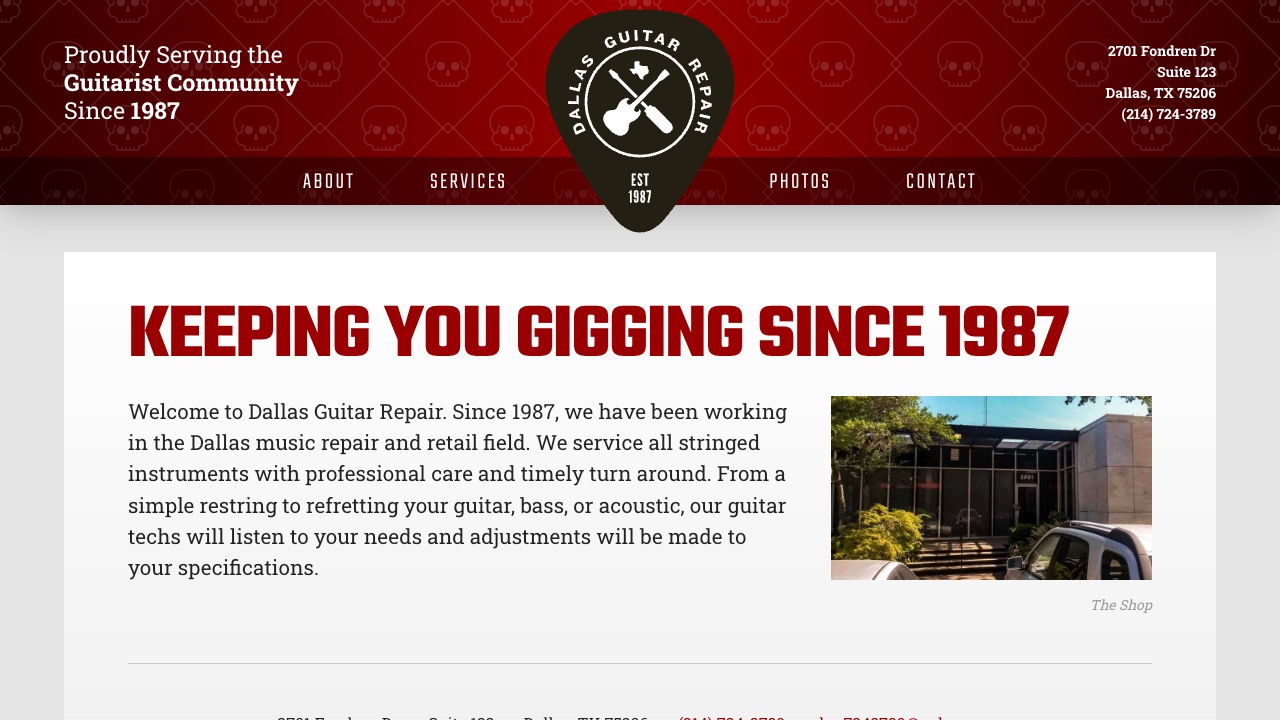 Proudly Serving the
Guitarist Community
Since 1987
DALLAS GUITAR REPAIR
EST
1987
2701 Fondren Dr
Suite 123
Dallas, TX 75206
(214) 724-3789
ABOUT SERVICES PHOTOS CONTACT
KEEPING YOU GIGGING SINCE 1987
Welcome to Dallas Guitar Repair. Since 1987, we have been working
in the Dallas music repair and retail field. We service all stringed
instruments with professional care and timely turn around. From a
simple restring to refretting your guitar, bass, or acoustic, our guitar
techs will listen to your needs and adjustments will be made to
your specifications.
2701
The Shop